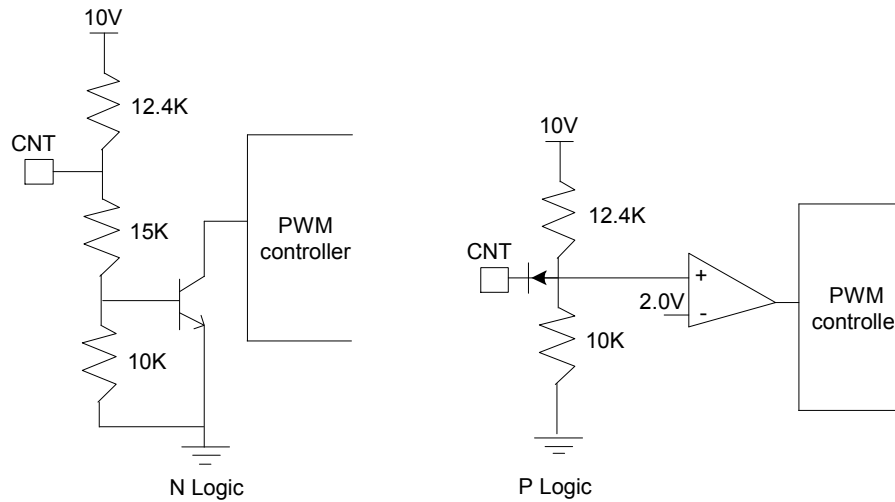 10V
12.4K
CNT
15K
10K
PWM
controller
N Logic
10V
12.4K
CNT
+
2.0V
-
10K
PWM
controlle
P Logic